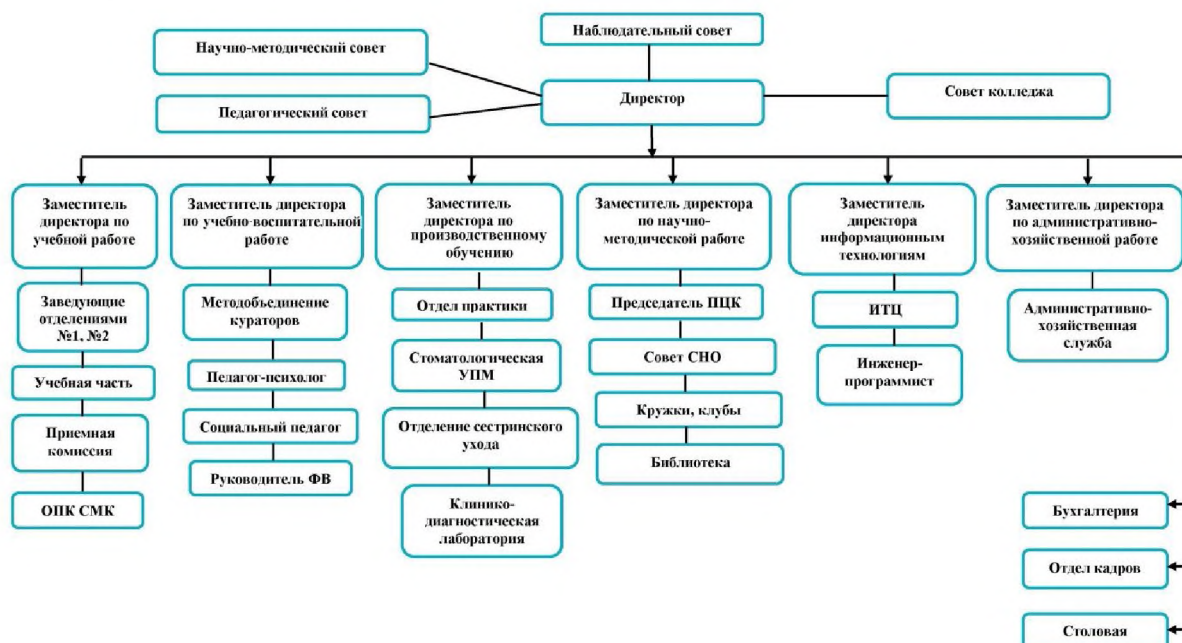 Наблюдательный совет
Научно-методический совет
Директор
Совет колледжа
Педагогический совет
Заместитель
директора по
учебной работе
Заместитель директора
по учебно-воспитательной
работе
Заместитель
директора по
производственному
обучению
Заместитель директора
по научно-
методической работе
Заместитель
директора
информационным
технологиям
Заместитель директора
по административно-
хозяйственной работе
Заведующие
отделениями
№1, №2
Учебная часть
Приемная
комиссия
ОПК СМК
Методобъединение
кураторов
Педагог-психолог
Социальный педагог
Руководитель ФВ
Отдел практики
Стоматологическая
УПМ
Отделение сестринского
ухода
Клинико-
диагностическая
лаборатория
Председатель ПЦК
Совет СНО
Кружки, клубы
Библиотека
ИТЦ
Инженер-
программист
Административно-
хозяйственная
служба
Бухгалтерия
Отдел кадров
Столовая